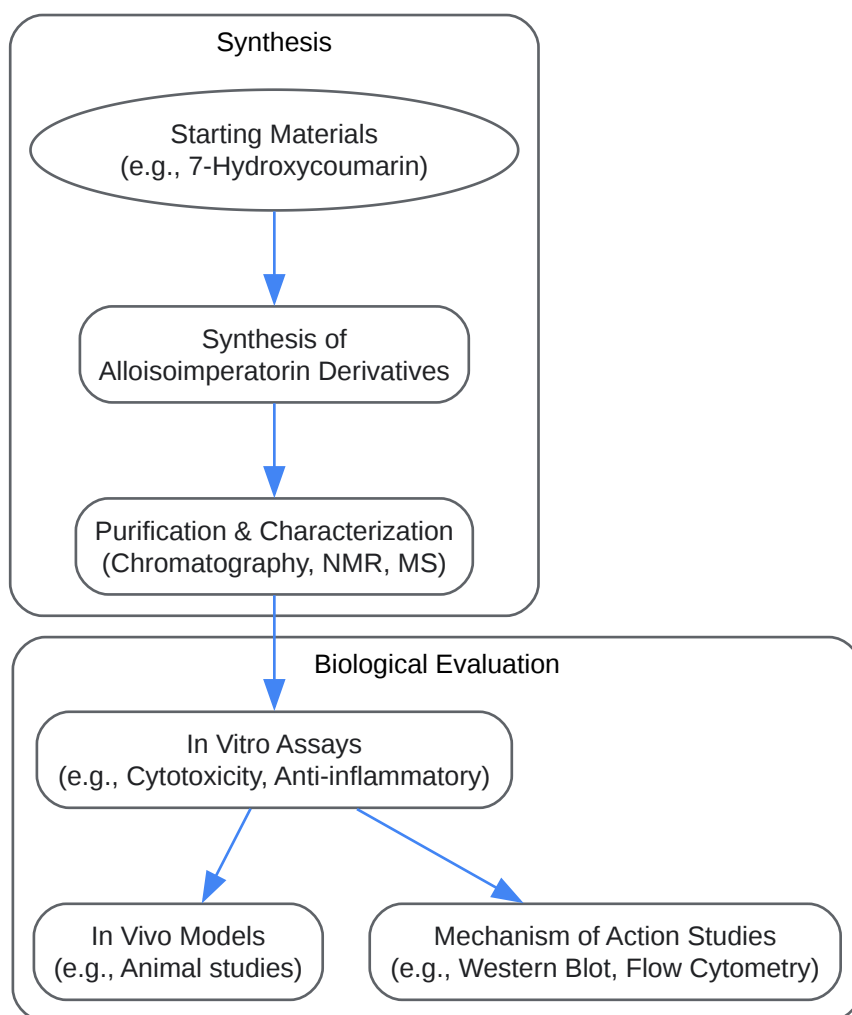 Synthesis
Starting Materials
(e.g., 7-Hydroxycoumarin)
Synthesis of
Alloisoimperatorin Derivatives
Purification & Characterization
(Chromatography, NMR, MS)
Biological Evaluation
In Vitro Assays
(e.g., Cytotoxicity, Anti-inflammatory)
In Vivo Models
(e.g., Animal studies)
Mechanism of Action Studies
(e.g., Western Blot, Flow Cytometry)